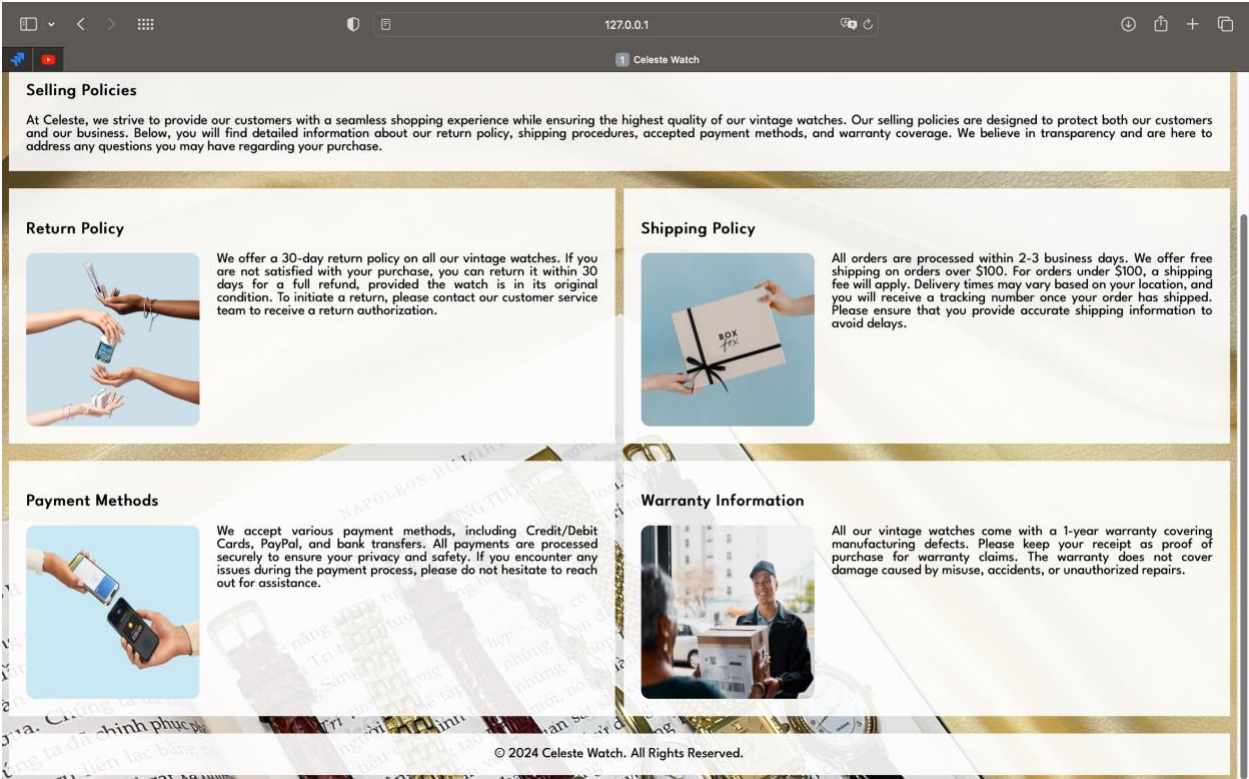 127.0.0.1
1 Celeste Watch
Selling Policies
At Celeste, we strive to provide our customers with a seamless shopping experience while ensuring the highest quality of our vintage watches. Our selling policies are designed to protect both our customers
and our business. Below, you will find detailed information about our return policy, shipping procedures, accepted payment methods, and warranty coverage. We believe in transparency and are here to
address any questions you may have regarding your purchase.
Return Policy
We offer a 30-day return policy on all our vintage watches. If you
are not satisfied with your purchase, you can return it within 30
days for a full refund, provided the watch is in its original
condition. To initiate a return, please contact our customer service
team to receive a return authorization.
Shipping Policy
All orders are processed within 2-3 business days. We offer free
shipping on orders over $100. For orders under $100, a shipping
fee will apply. Delivery times may vary based on your location, and
you will receive a tracking number once your order has shipped.
Please ensure that you provide accurate shipping information to
avoid delays.
BOX
fox
NAPOLEON HILL
Payment Methods
We accept various payment methods, including Credit/Debit
Cards, PayPal, and bank transfers. All payments are processed
securely to ensure your privacy and safety. If you encounter any
issues during the payment process, please do not hesitate to reach
out for assistance.
Warranty Information
All our vintage watches come with a 1-year warranty covering
manufacturing defects. Please keep your receipt as proof of
purchase for warranty claims. The warranty does not cover
damage caused by misuse, accidents, or unauthorized repairs.
chinh phục
© 2024 Celeste Watch. All Rights Reserved.